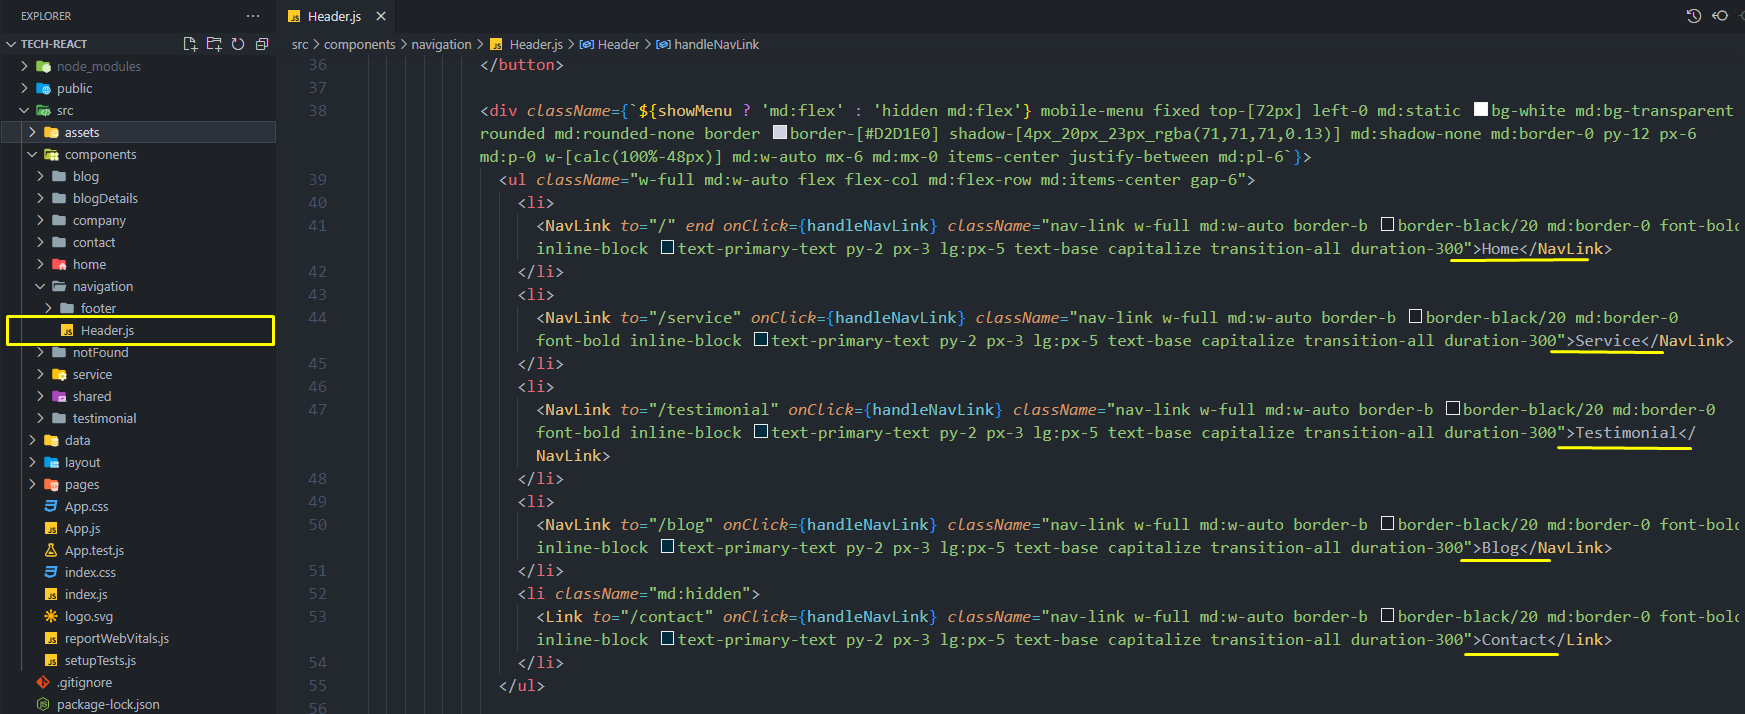 EXPLORER
TECH-REACT
node_modules
public
src
assets
components
blog
blogDetails
company
contact
home
navigation
footer
Header.js
notFound
service
shared
testimonial
data
layout
pages
App.css
App.js
App.test.js
index.css
index.js
logo.svg
reportWebVitals.js
setupTests.js
.gitignore
package-lock.json
Header.js
src > components > navigation > Header.js > Header > handleNavLink
36 </button>
37
38 <div className={`${showMenu ? 'md:flex' : 'hidden md:flex'} mobile-menu fixed top-[72px] left-0 md:static bg-white md:bg-transparent
rounded md:rounded-none border border-[#D2D1E0] shadow-[4px_20px_23px_rgba(71,71,71,0.13)] md:shadow-none md:border-0 py-12 px-6
md:p-0 w-[calc(100%-48px)] md:w-auto mx-6 md:mx-0 items-center justify-between md:pl-6`}>
39 <ul className="w-full md:w-auto flex flex-col md:flex-row md:items-center gap-6">
40 <li>
41 <NavLink to="/" end onClick={handleNavLink} className="nav-link w-full md:w-auto border-b border-black/20 md:border-0 font-bold
inline-block text-primary-text py-2 px-3 lg:px-5 text-base capitalize transition-all duration-300">Home</NavLink>
42 </li>
43 <li>
44 <NavLink to="/service" onClick={handleNavLink} className="nav-link w-full md:w-auto border-b border-black/20 md:border-0
font-bold inline-block text-primary-text py-2 px-3 lg:px-5 text-base capitalize transition-all duration-300">Service</NavLink>
45 </li>
46 <li>
47 <NavLink to="/testimonial" onClick={handleNavLink} className="nav-link w-full md:w-auto border-b border-black/20 md:border-0
font-bold inline-block text-primary-text py-2 px-3 lg:px-5 text-base capitalize transition-all duration-300">Testimonial</
NavLink>
48 </li>
49 <li>
50 <NavLink to="/blog" onClick={handleNavLink} className="nav-link w-full md:w-auto border-b border-black/20 md:border-0 font-bold
inline-block text-primary-text py-2 px-3 lg:px-5 text-base capitalize transition-all duration-300">Blog</NavLink>
51 </li>
52 <li className="md:hidden">
53 <Link to="/contact" onClick={handleNavLink} className="nav-link w-full md:w-auto border-b border-black/20 md:border-0 font-bold
inline-block text-primary-text py-2 px-3 lg:px-5 text-base capitalize transition-all duration-300">Contact</Link>
54 </li>
55 </ul>
56